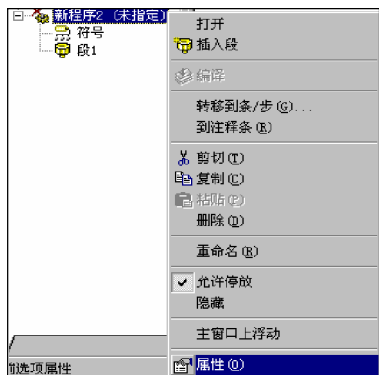 新程序2 (未指定)
符号
段1
打开
插入段
编译
转移到条/步(G)...
到注释条(R)
剪切(T)
复制(C)
粘贴(P)
删除(D)
重命名(R)
允许停放
隐藏
主窗口上浮动
属性(O)
选项属性